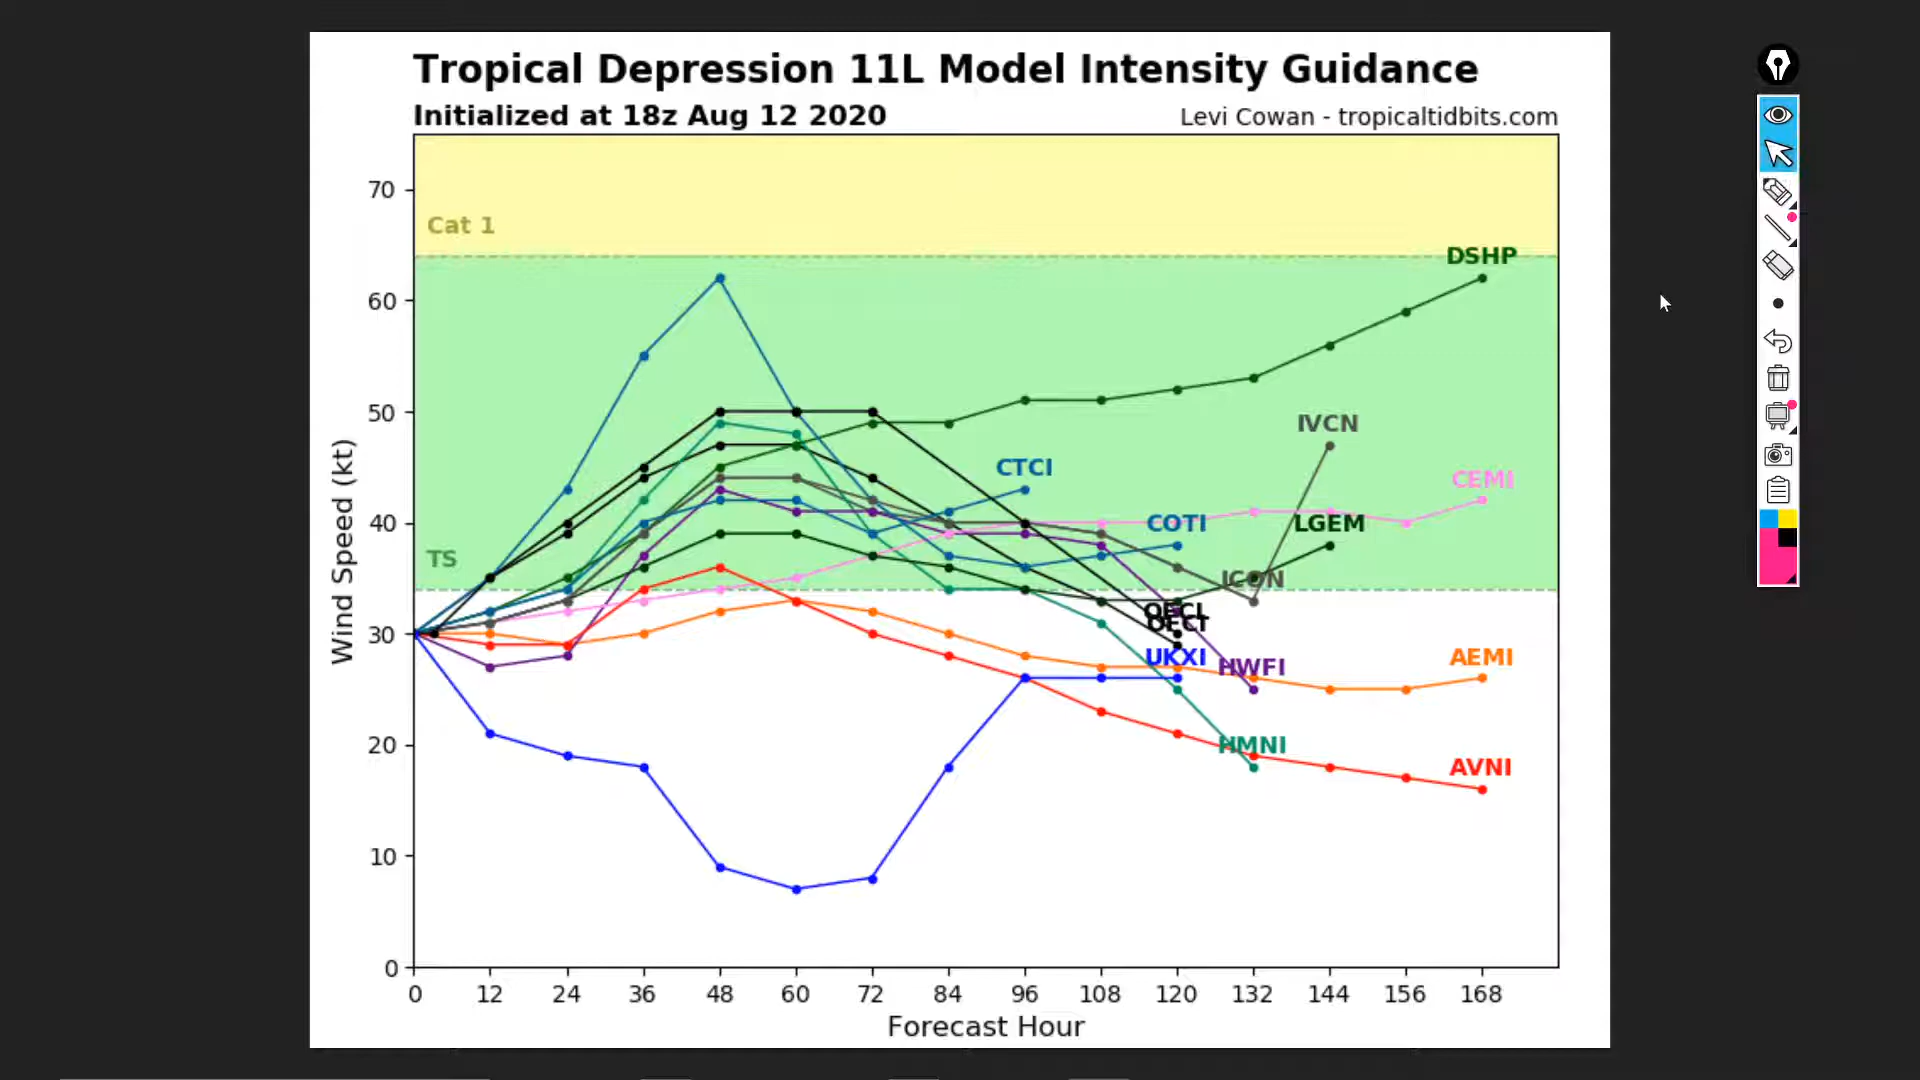 Tropical Depression 11L Model Intensity Guidance
Initialized at 18z Aug 12 2020
Levi Cowan - tropicaltidbits.com
70
Cat 1
DSHP
60
50
IVCN
CTCI
CEMI
40
COTI
LGEM
TS
ICON
OFCL
OFCI
30
UKXI
HWFI
AEMI
20
HMNI
AVNI
10
0
Wind Speed (kt)
0 12 24 36 48 60 72 84 96 108 120 132 144 156 168
Forecast Hour